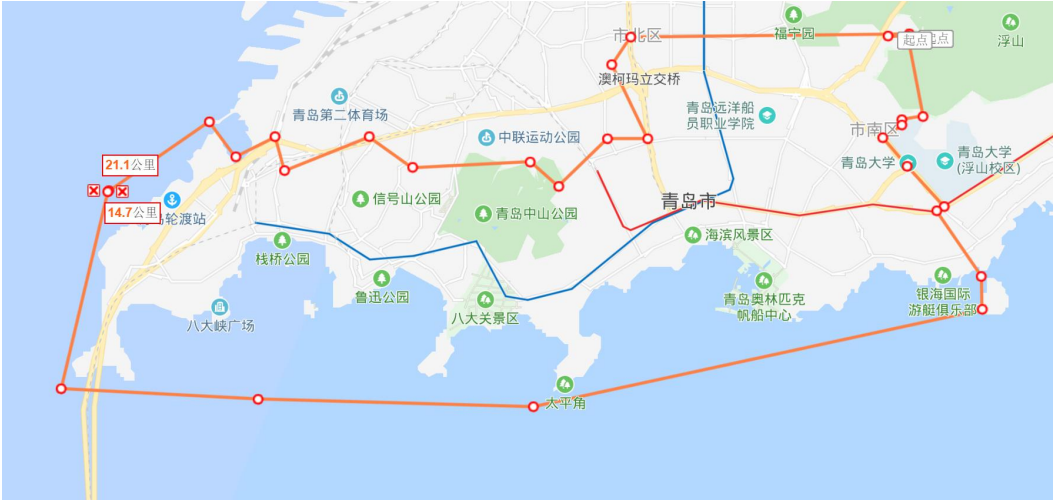 市北区
福宁园
起点
起点
浮山
澳柯玛立交桥
青岛第二体育场
青岛远洋船
员职业学院
中联运动公园
市南区
21.1公里
青岛大学
青岛大学
(浮山校区)
信号山公园
14.7公里
岛轮渡站
青岛中山公园
青岛市
海滨风景区
栈桥公园
鲁迅公园
八大峡广场
八大关景区
青岛奥林匹克
帆船中心
银海国际
游艇俱乐部
太平角